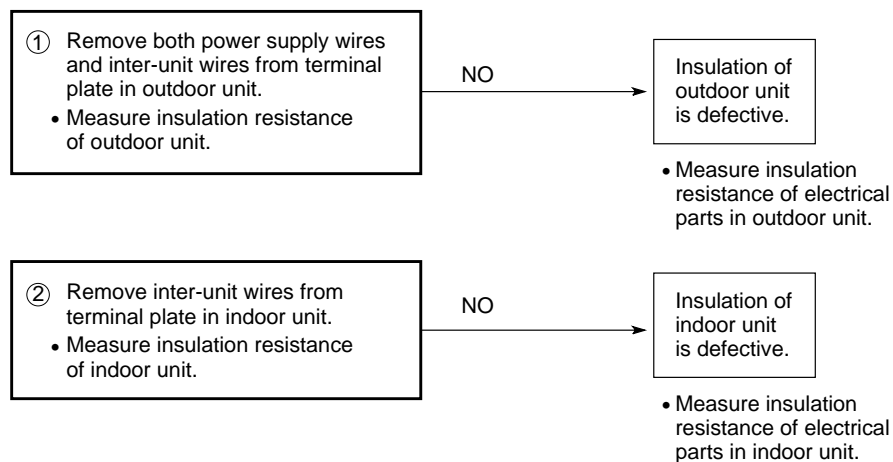 ① Remove both power supply wires
and inter-unit wires from terminal
plate in outdoor unit.
• Measure insulation resistance
of outdoor unit.
NO
Insulation of
outdoor unit
is defective.
• Measure insulation
resistance of electrical
parts in outdoor unit.
② Remove inter-unit wires from
terminal plate in indoor unit.
• Measure insulation resistance
of indoor unit.
NO
Insulation of
indoor unit
is defective.
• Measure insulation
resistance of electrical
parts in indoor unit.